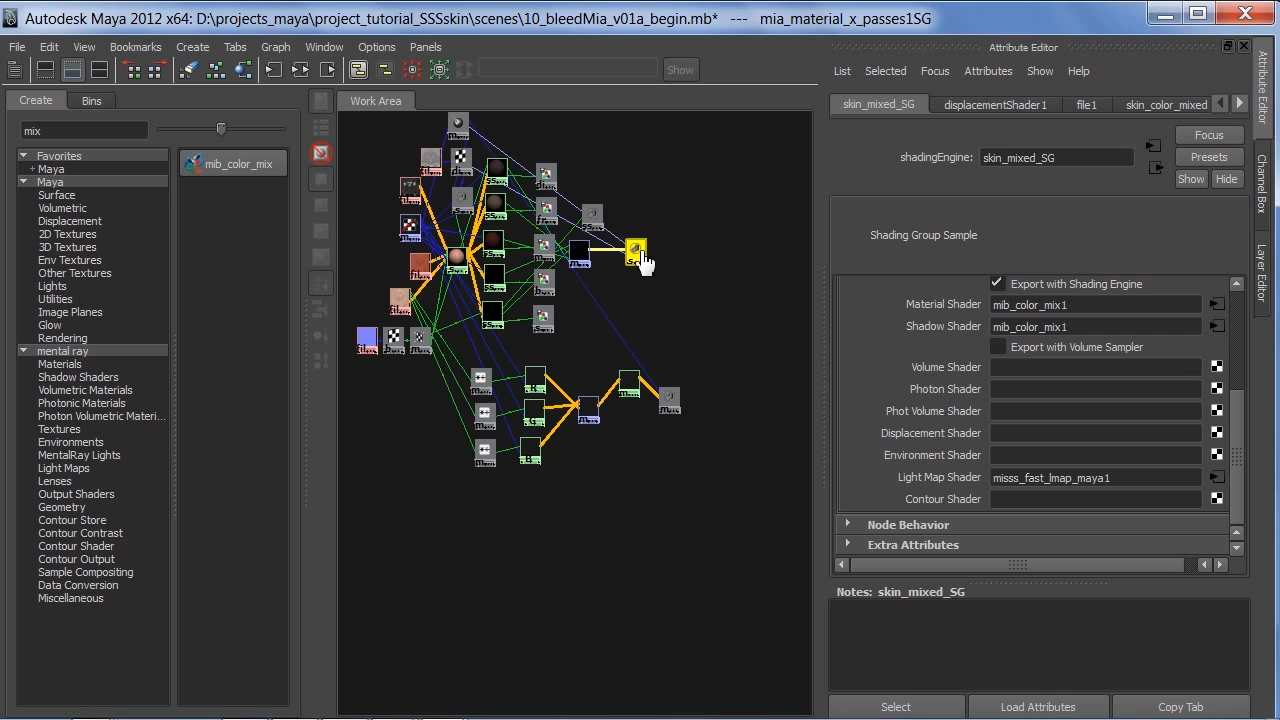 Autodesk Maya 2012 x64: D:\projects_maya\project_tutorial_SSSskin\scenes\10_bleedMia_v01a_begin.mb* --- mia_material_x_passes1SG
File Edit View Bookmarks Create Tabs Graph Window Options Panels
Show
Create Bins
mix
Favorites
+ Maya
Maya
Surface
Volumetric
Displacement
2D Textures
3D Textures
Env Textures
Other Textures
Lights
Utilities
Image Planes
Glow
Rendering
mental ray
Materials
Shadow Shaders
Volumetric Materials
Photonic Materials
Photon Volumetric Materi...
Textures
Environments
MentalRay Lights
Light Maps
Lenses
Output Shaders
Geometry
Contour Store
Contour Contrast
Contour Shader
Contour Output
Sample Compositing
Data Conversion
Miscellaneous
mib_color_mix
Work Area
Attribute Editor
List Selected Focus Attributes Show Help
skin_mixed_SG displacementShader1 file1 skin_color_mixed
shadingEngine: skin_mixed_SG
Focus
Presets
Show Hide
Shading Group Sample
Export with Shading Engine
Material Shader mib_color_mix1
Shadow Shader mib_color_mix1
Export with Volume Sampler
Volume Shader
Photon Shader
Phot Volume Shader
Displacement Shader
Environment Shader
Light Map Shader misss_fast_lmap_maya1
Contour Shader
Node Behavior
Extra Attributes
Notes: skin_mixed_SG
Select Load Attributes Copy Tab
Attribute Editor
Channel Box
Layer Editor